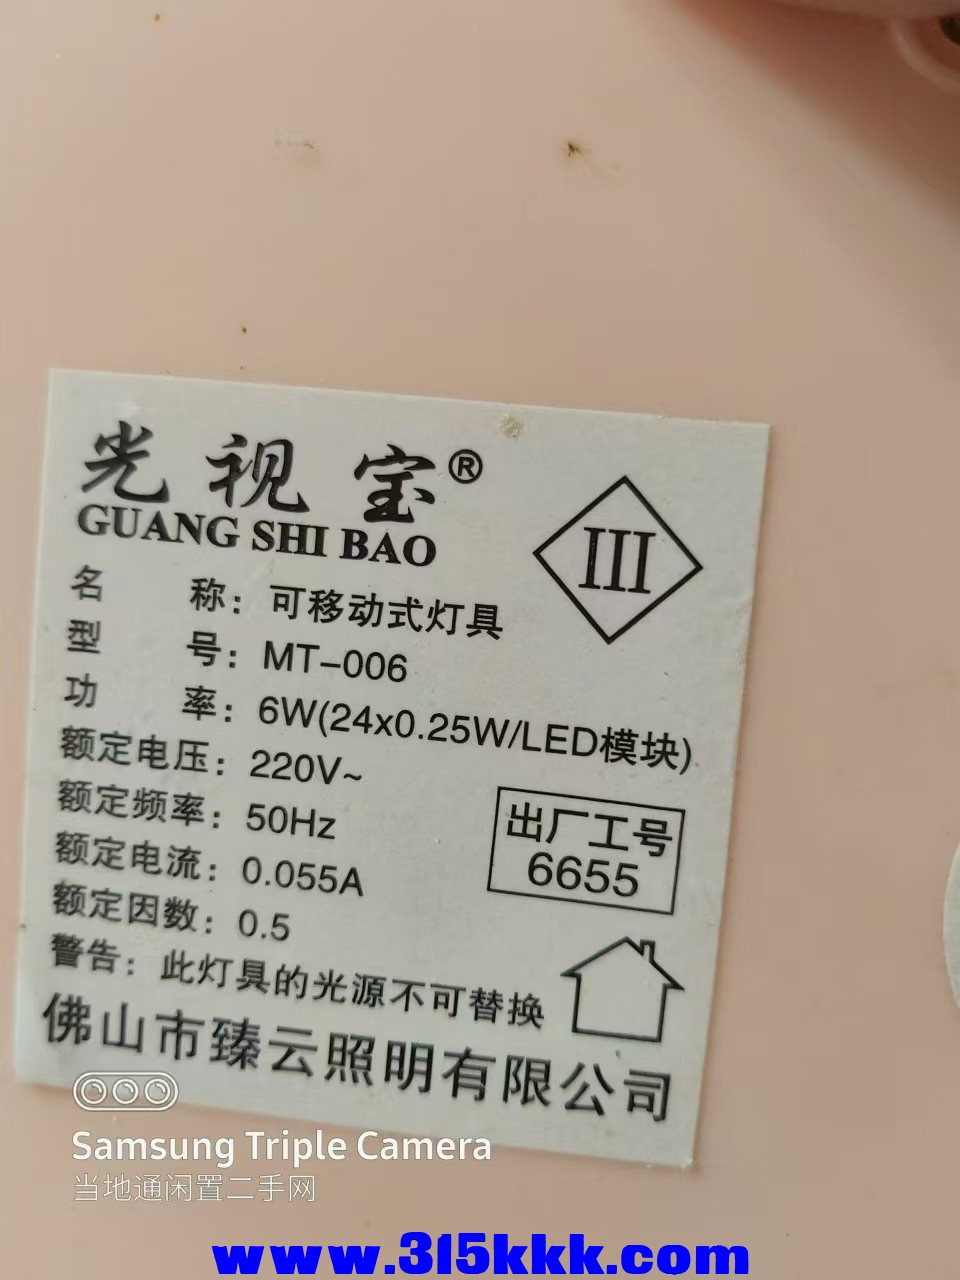 光视宝®
GUANG SHI BAO
III
名称：可移动式灯具
型号：MT-006
功率：6W(24x0.25W/LED模块)
额定电压：220V~
额定频率：50Hz
额定电流：0.055A
额定因数：0.5
出厂工号
6655
警告：此灯具的光源不可替换
佛山市臻云照明有限公司
Samsung Triple Camera
当地通闲置二手网
www.315kkk.com